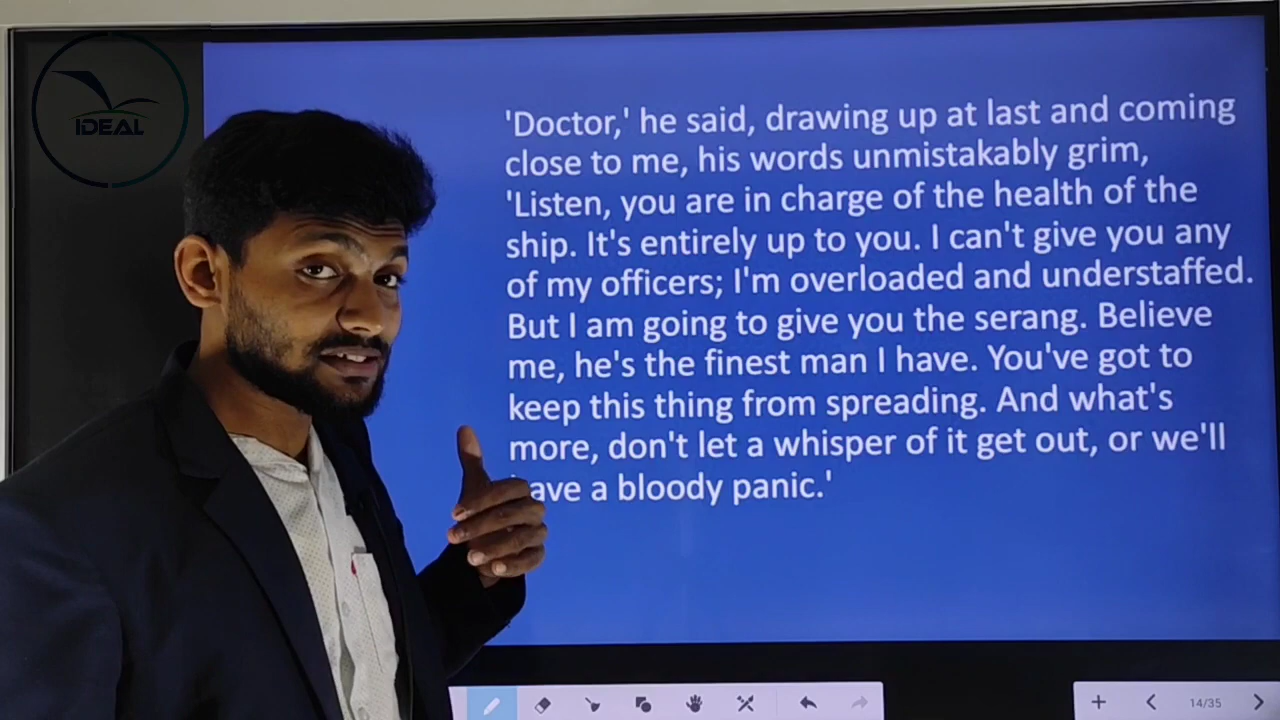 IDEAL
'Doctor,' he said, drawing up at last and coming
close to me, his words unmistakably grim,
'Listen, you are in charge of the health of the
ship. It's entirely up to you. I can't give you any
of my officers; I'm overloaded and understaffed.
But I am going to give you the serang. Believe
me, he's the finest man I have. You've got to
keep this thing from spreading. And what's
more, don't let a whisper of it get out, or we'll
ave a bloody panic.'
14/35